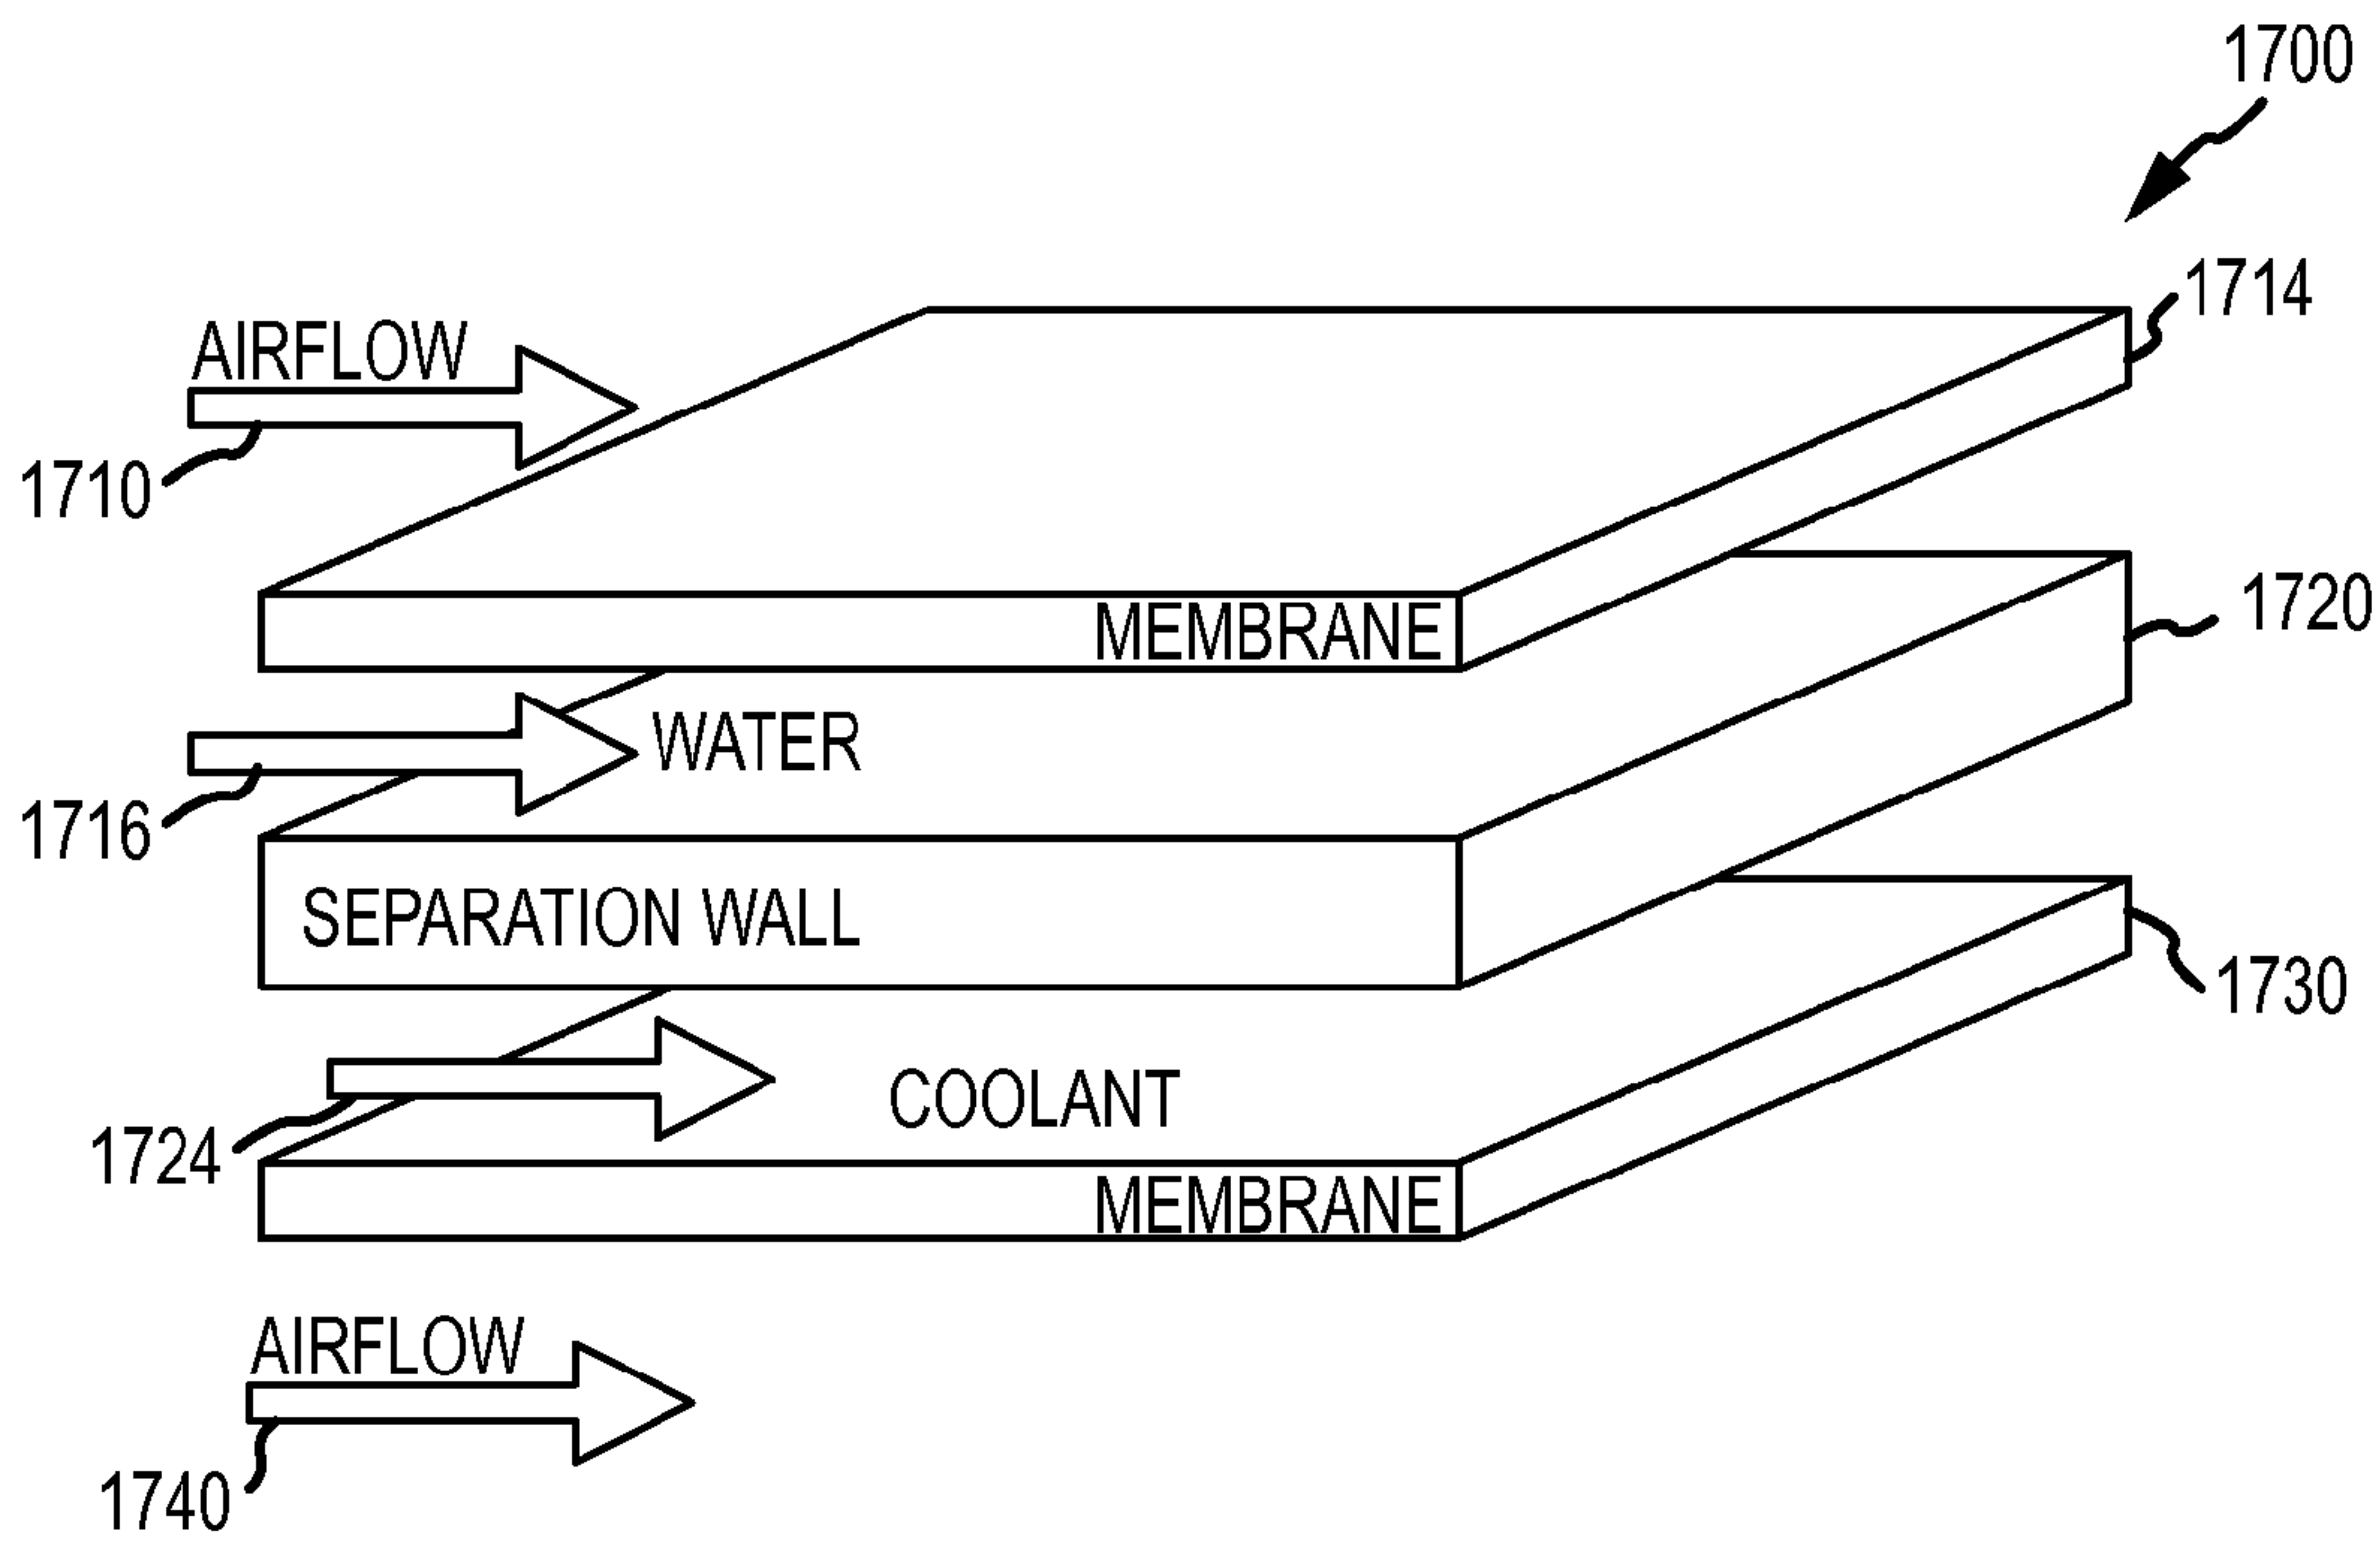 1700
1714
AIRFLOW
1710
1720
MEMBRANE
WATER
1716
SEPARATION WALL
1730
COOLANT
1724
MEMBRANE
AIRFLOW
1740